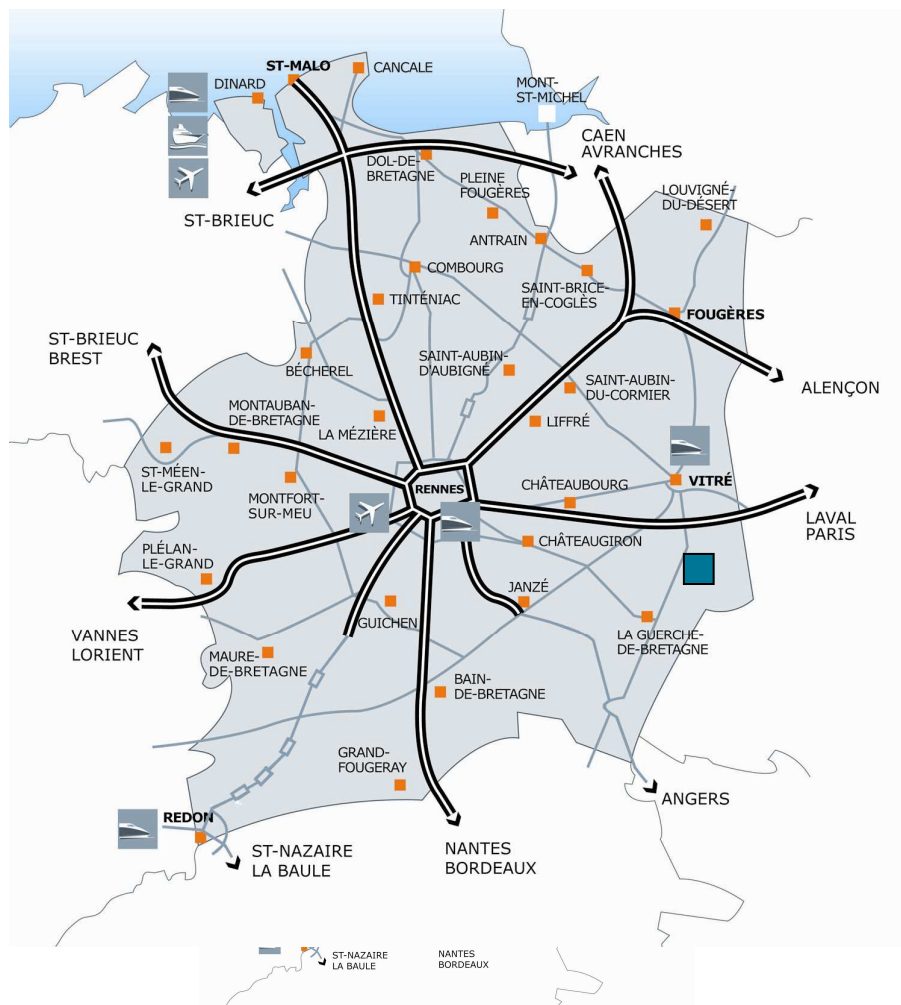 ST-MALO
CANCALE
DINARD
MONT-
ST-MICHEL
CAEN
AVRANCHES
DOL-DE-
BRETAGNE
PLEINE
FOUGÈRES
LOUVIGNÉ-
DU-DÉSERT
ST-BRIEUC
ANTRAIN
COMBOURG
SAINT-BRICE-
EN-COGLÈS
TINTÉNIAC
FOUGÈRES
ST-BRIEUC
BREST
BÉCHEREL
SAINT-AUBIN-
D'AUBIGNÉ
SAINT-AUBIN-
DU-CORMIER
ALENÇON
MONTAUBAN-
DE-BRETAGNE
LA MÉZIÈRE
LIFFRÉ
ST-MÉEN-
LE-GRAND
MONTFORT-
SUR-MEU
RENNES
CHÂTEAUBOURG
VITRÉ
LAVAL
PARIS
CHÂTEAUGIRON
PLÉLAN-
LE-GRAND
JANZÉ
GUICHEN
VANNES
LORIENT
LA GUERCHE-
DE-BRETAGNE
MAURE-
DE-BRETAGNE
BAIN-
DE-BRETAGNE
GRAND-
FOUGERAY
ANGERS
REDON
ST-NAZAIRE
LA BAULE
NANTES
BORDEAUX
ST-NAZAIRE
LA BAULE
NANTES
BORDEAUX